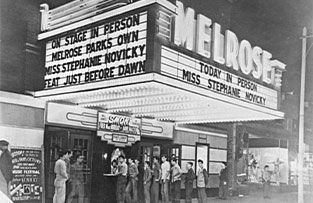 ON STAGE IN PERSON
MELROSE PARKS OWN
MISS STEPHANIE NOVICKY
FEAT JUST BEFORE DAWN
MELROSE
TODAY IN PERSON
MISS STEPHANIE NOVICKY